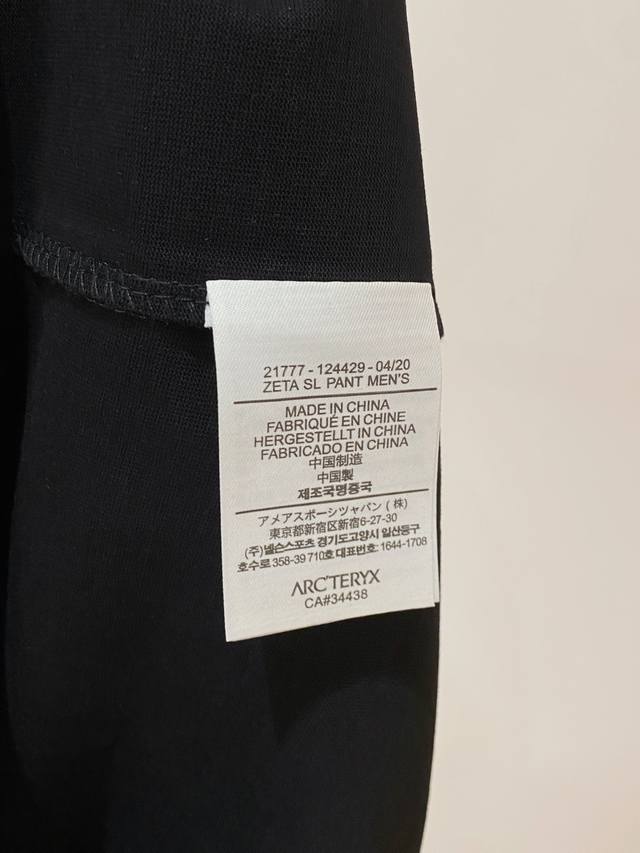 21777 - 124429 - 04/20
ZETA SL PANT MEN'S
MADE IN CHINA
FABRIQUÉ EN CHINE
HERGESTELLT IN CHINA
FABRICADO EN CHINA
中国制造
中国製
제조국명중국
アメアスポーツジャパン ( 株)
東京都新宿区新宿6-27-30
(주)넬슨스포츠 경기도고양시 일산동구
호수로 358-39 710호 대표번호: 1644-1708
ARC'TERYX
CA#34438